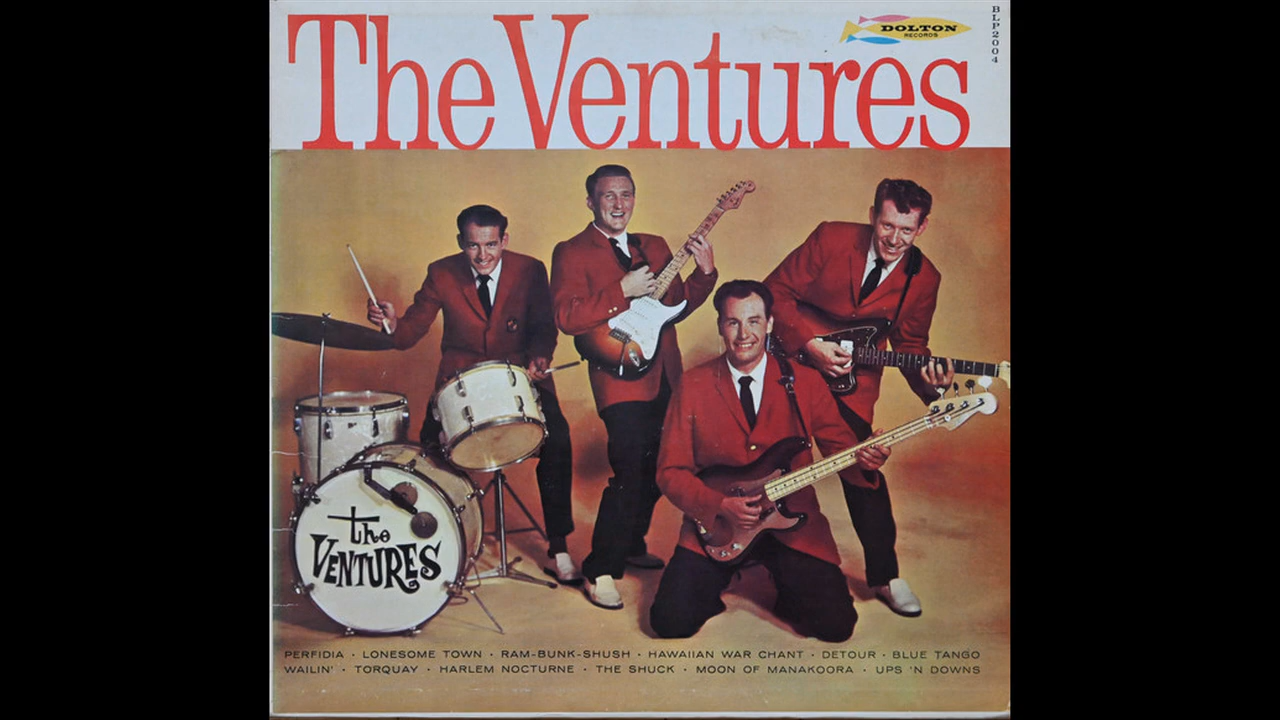 The Ventures
DOLTON
RECORDS
BLP2004
the
VENTURES
PERFIDIA · LONESOME TOWN · RAM-BUNK-SHUSH · HAWAIIAN WAR CHANT · DETOUR · BLUE TANGO
WAILIN' · TORQUAY · HARLEM NOCTURNE · THE SHUCK · MOON OF MANAKOORA · UPS 'N DOWNS